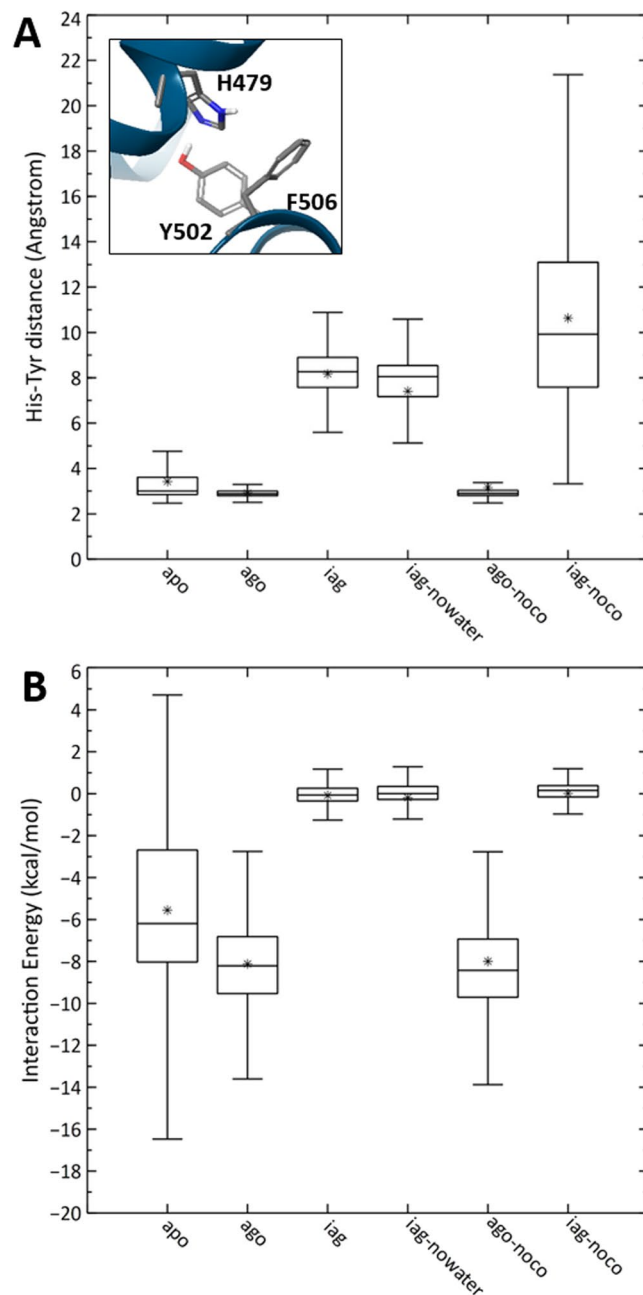 A
His-Tyr distance (Angstrom)
24
22
20
18
16
14
12
10
8
6
4
2
0
H479
F506
Y502
apo
ago
iag
iag-nowater
ago-noco
iag-noco
B
Interaction Energy (kcal/mol)
6
4
2
0
−2
−4
−6
−8
−10
−12
−14
−16
−18
−20
apo
ago
iag
iag-nowater
ago-noco
iag-noco